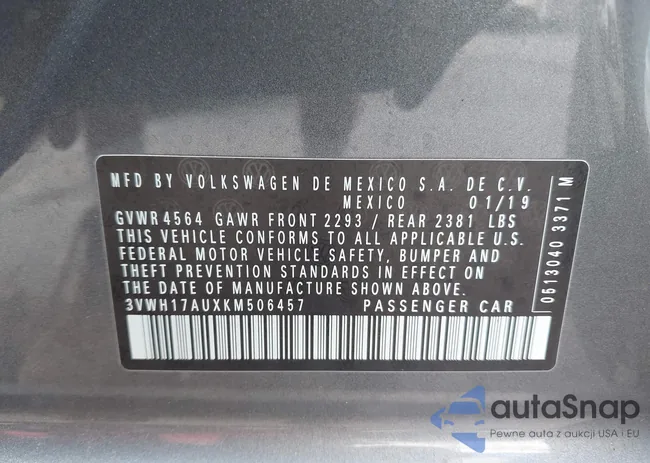 MFD BY VOLKSWAGEN DE MEXICO S.A. DE C.V.
MEXICO 01/19
GVWR 4564 GAWR FRONT 2293 / REAR 2381 LBS
THIS VEHICLE CONFORMS TO ALL APPLICABLE U.S.
FEDERAL MOTOR VEHICLE SAFETY, BUMPER AND
THEFT PREVENTION STANDARDS IN EFFECT ON
THE DATE OF MANUFACTURE SHOWN ABOVE.
3VWH17AUXKM506457 PASSENGER CAR
0513040 3371 M
autaSnap
Pewne auta z aukcji USA i EU